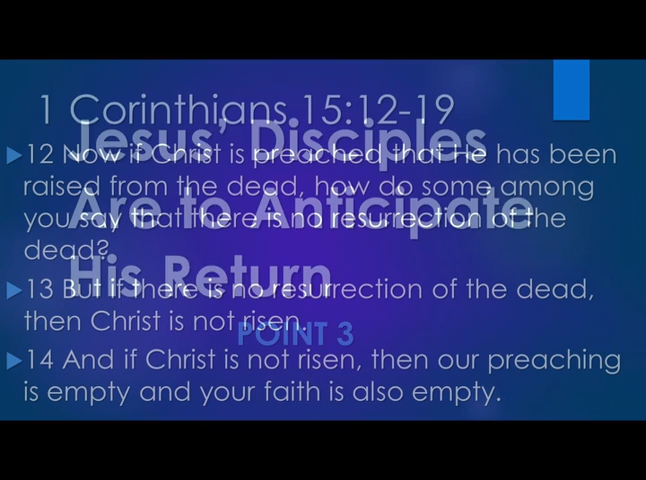 1 Corinthians 15:12-19
Jesus' Disciples
Are to Anticipate
His Return
POINT 3
12 Now if Christ is preached that He has been
raised from the dead, how do some among
you say that there is no resurrection of the
dead?
13 But if there is no resurrection of the dead,
then Christ is not risen.
14 And if Christ is not risen, then our preaching
is empty and your faith is also empty.